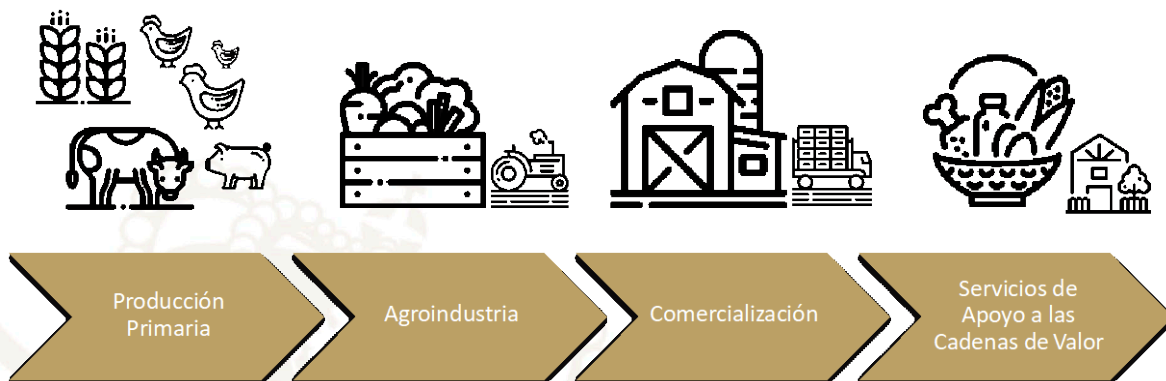 Producción
Primaria
Agroindustria
Comercialización
Servicios de
Apoyo a las
Cadenas de Valor